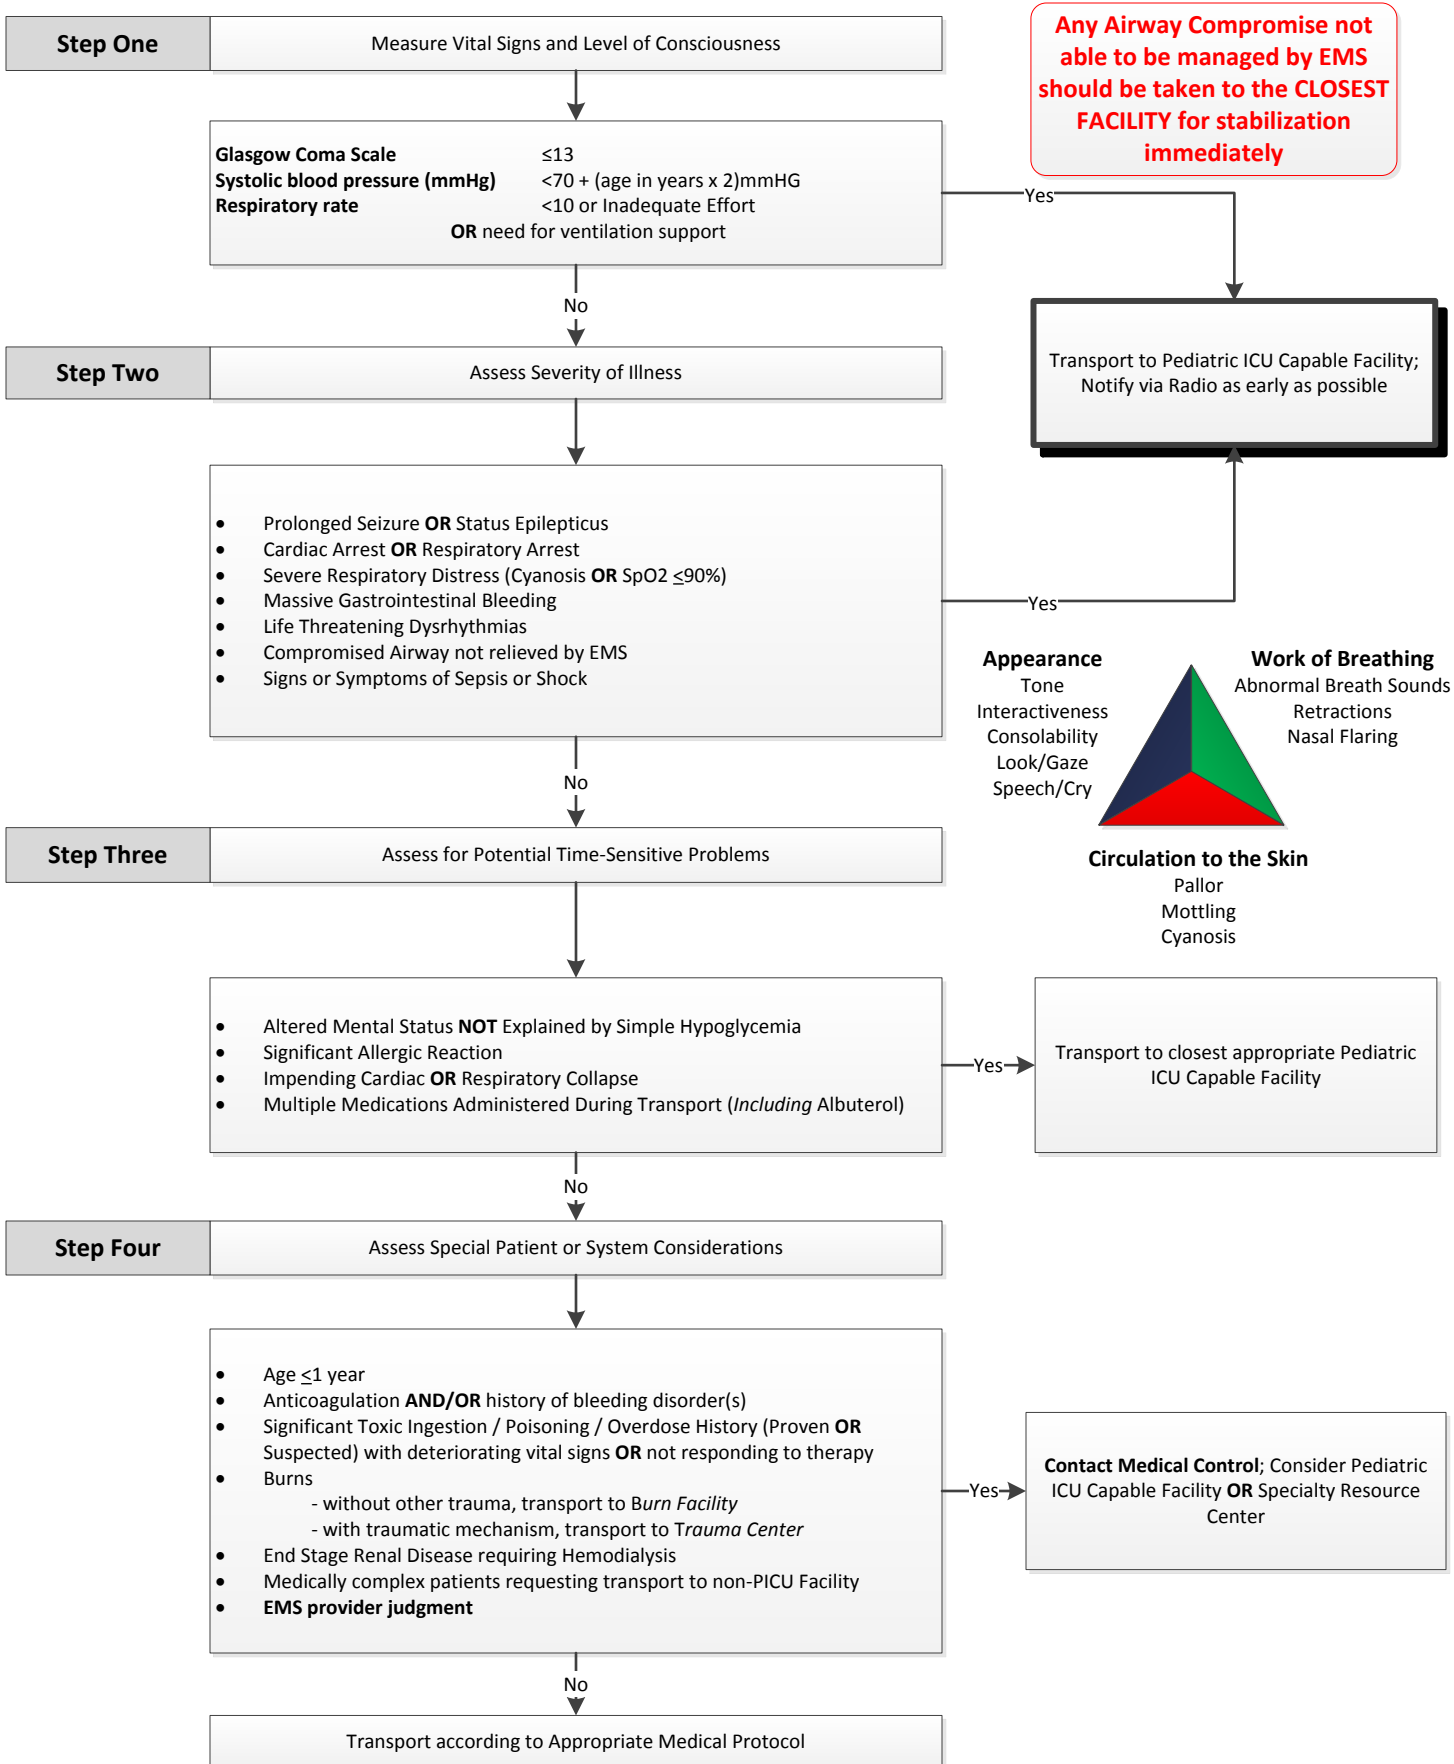 Step One
Measure Vital Signs and Level of Consciousness
Any Airway Compromise not
able to be managed by EMS
should be taken to the CLOSEST
FACILITY for stabilization
immediately
Glasgow Coma Scale ≤13
Systolic blood pressure (mmHg) <70 + (age in years x 2)mmHG
Respiratory rate <10 or Inadequate Effort
OR need for ventilation support
Yes
No
Transport to Pediatric ICU Capable Facility;
Notify via Radio as early as possible
Step Two
Assess Severity of Illness
• Prolonged Seizure OR Status Epilepticus
• Cardiac Arrest OR Respiratory Arrest
• Severe Respiratory Distress (Cyanosis OR SpO2 ≤90%)
• Massive Gastrointestinal Bleeding
• Life Threatening Dysrhythmias
• Compromised Airway not relieved by EMS
• Signs or Symptoms of Sepsis or Shock
Yes
No
Appearance
Tone
Interactiveness
Consolability
Look/Gaze
Speech/Cry
Work of Breathing
Abnormal Breath Sounds
Retractions
Nasal Flaring
Circulation to the Skin
Pallor
Mottling
Cyanosis
Step Three
Assess for Potential Time-Sensitive Problems
• Altered Mental Status NOT Explained by Simple Hypoglycemia
• Significant Allergic Reaction
• Impending Cardiac OR Respiratory Collapse
• Multiple Medications Administered During Transport (Including Albuterol)
Yes
Transport to closest appropriate Pediatric
ICU Capable Facility
No
Step Four
Assess Special Patient or System Considerations
• Age ≤1 year
• Anticoagulation AND/OR history of bleeding disorder(s)
• Significant Toxic Ingestion / Poisoning / Overdose History (Proven OR
Suspected) with deteriorating vital signs OR not responding to therapy
• Burns
- without other trauma, transport to Burn Facility
- with traumatic mechanism, transport to Trauma Center
• End Stage Renal Disease requiring Hemodialysis
• Medically complex patients requesting transport to non-PICU Facility
• EMS provider judgment
Yes
Contact Medical Control; Consider Pediatric
ICU Capable Facility OR Specialty Resource
Center
No
Transport according to Appropriate Medical Protocol